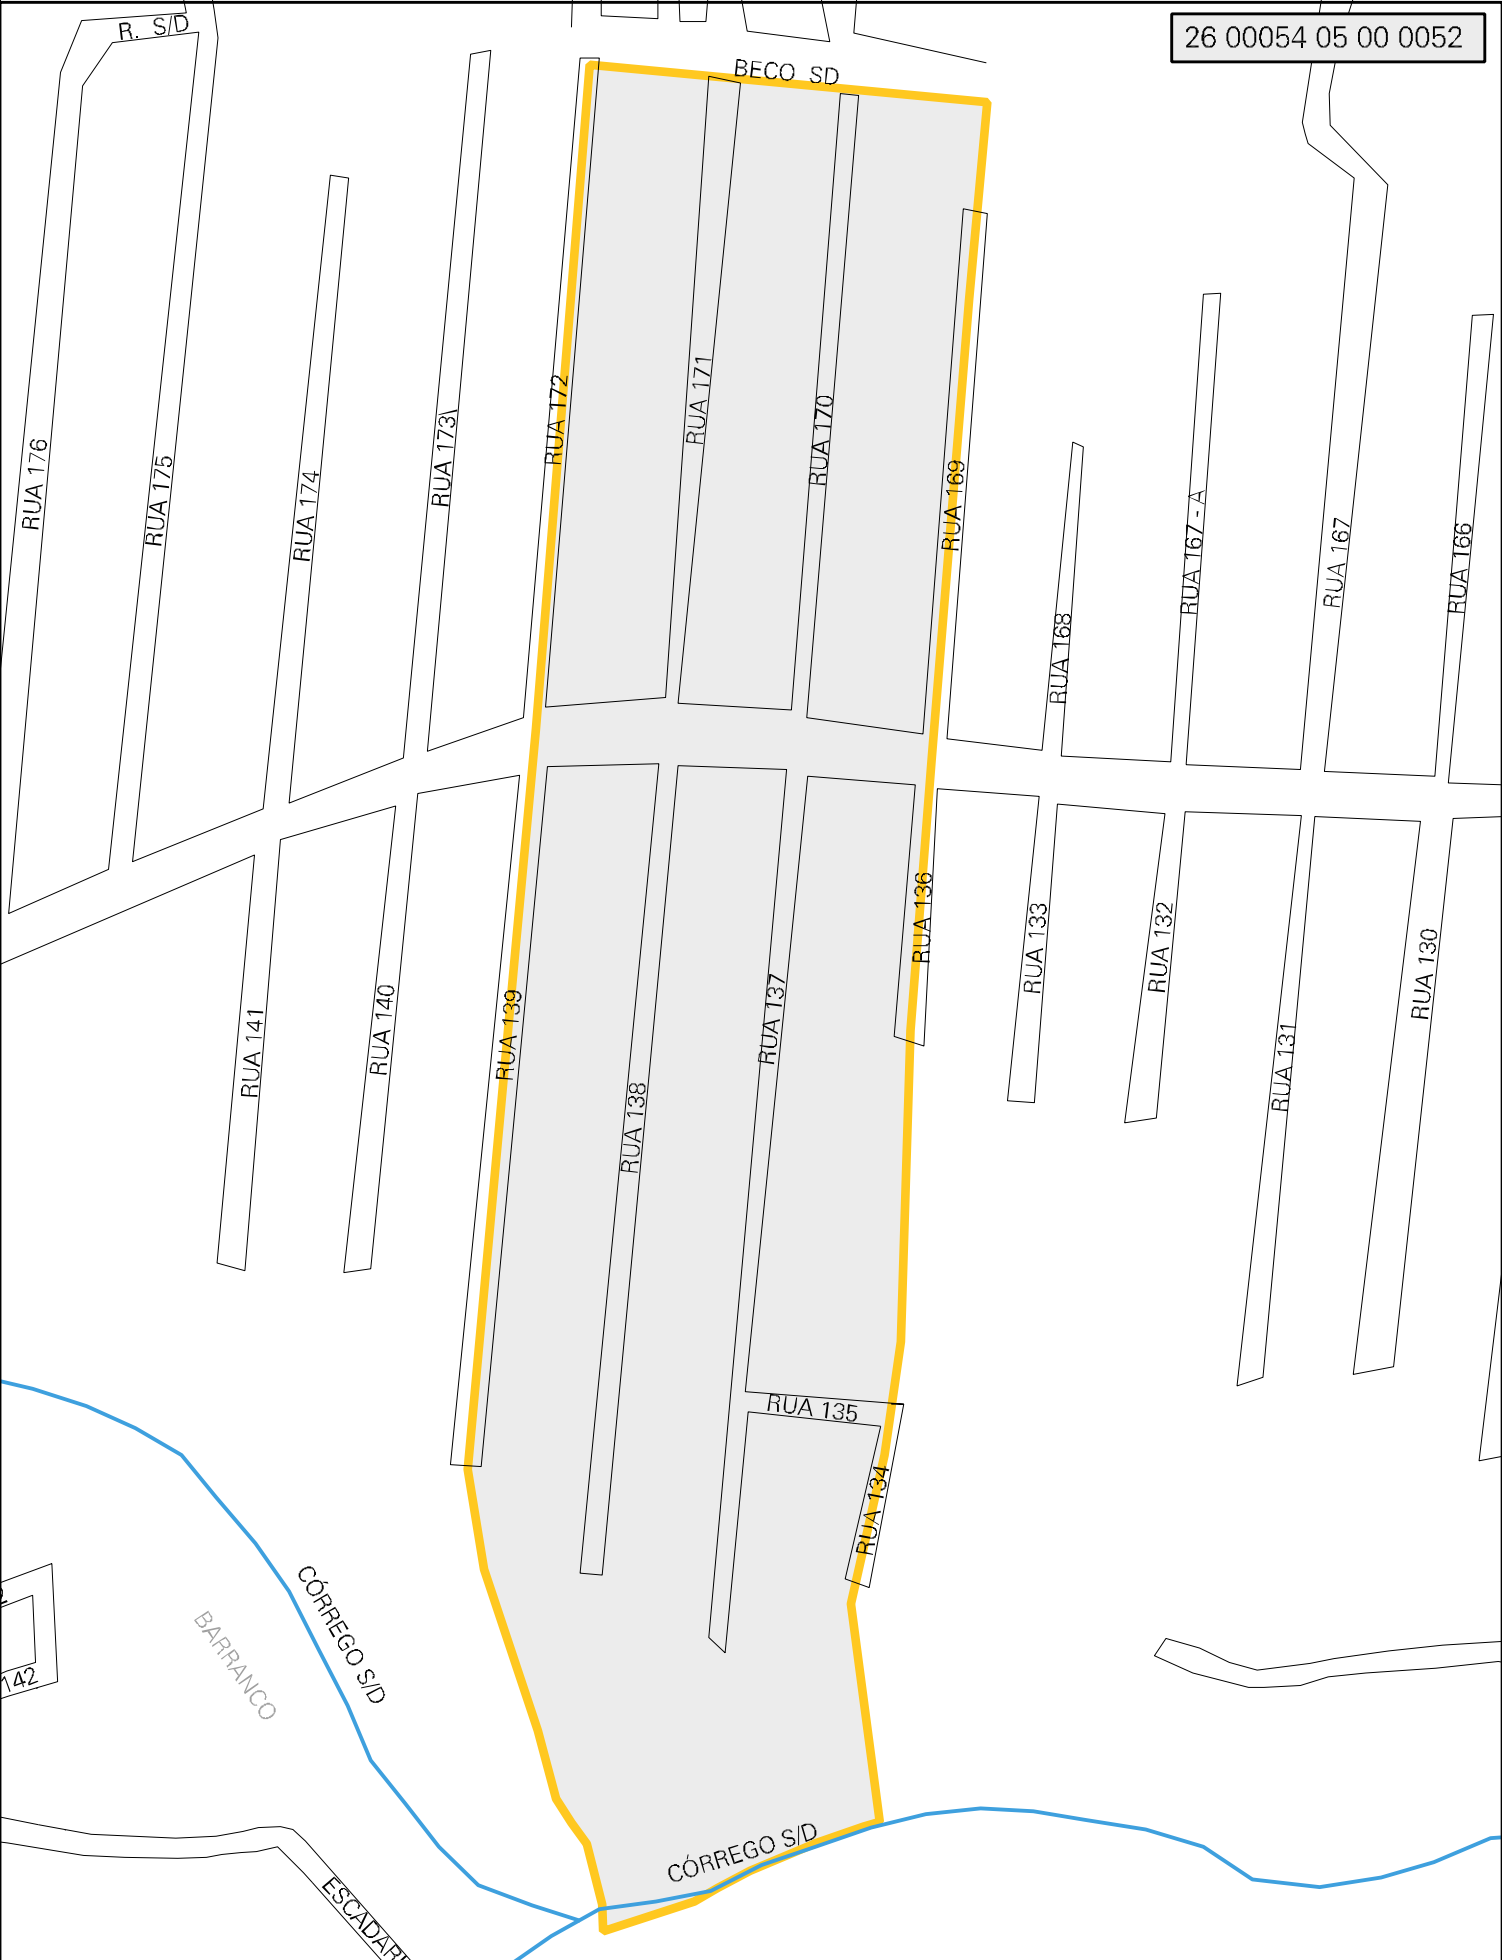 R. S/D
26 00054 05 00 0052
BECO SD
RUA 176
RUA 175
RUA 174
RUA 173\
RUA 172
RUA 171
RUA 170
RUA 169
RUA 168
RUA 167 - A
RUA 167
RUA 166
RUA 141
RUA 140
RUA 139
RUA 138
RUA 137
RUA 136
RUA 133
RUA 132
RUA 131
RUA 130
RUA 135
RUA 134
CÓRREGO S/D
BARRANCO
142
CÓRREGO S/D